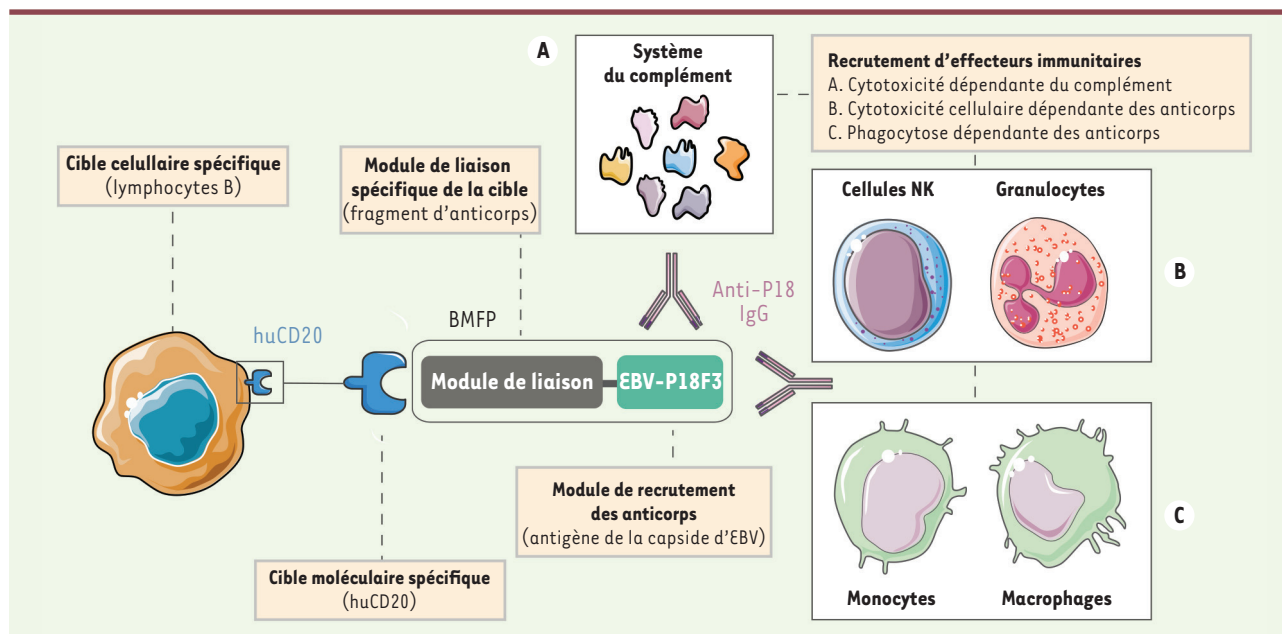 A
Système
du complément
Recrutement d'effecteurs immunitaires
A. Cytotoxicité dépendante du complément
B. Cytotoxicité cellulaire dépendante des anticorps
C. Phagocytose dépendante des anticorps
Cible celullaire spécifique
(lymphocytes B)
Module de liaison
spécifique de la cible
(fragment d'anticorps)
Cellules NK
Granulocytes
B
Anti-P18
IgG
huCD20
BMFP
Module de liaison
EBV-P18F3
Module de recrutement
des anticorps
(antigène de la capside d'EBV)
Cible moléculaire spécifique
(huCD20)
C
Monocytes
Macrophages